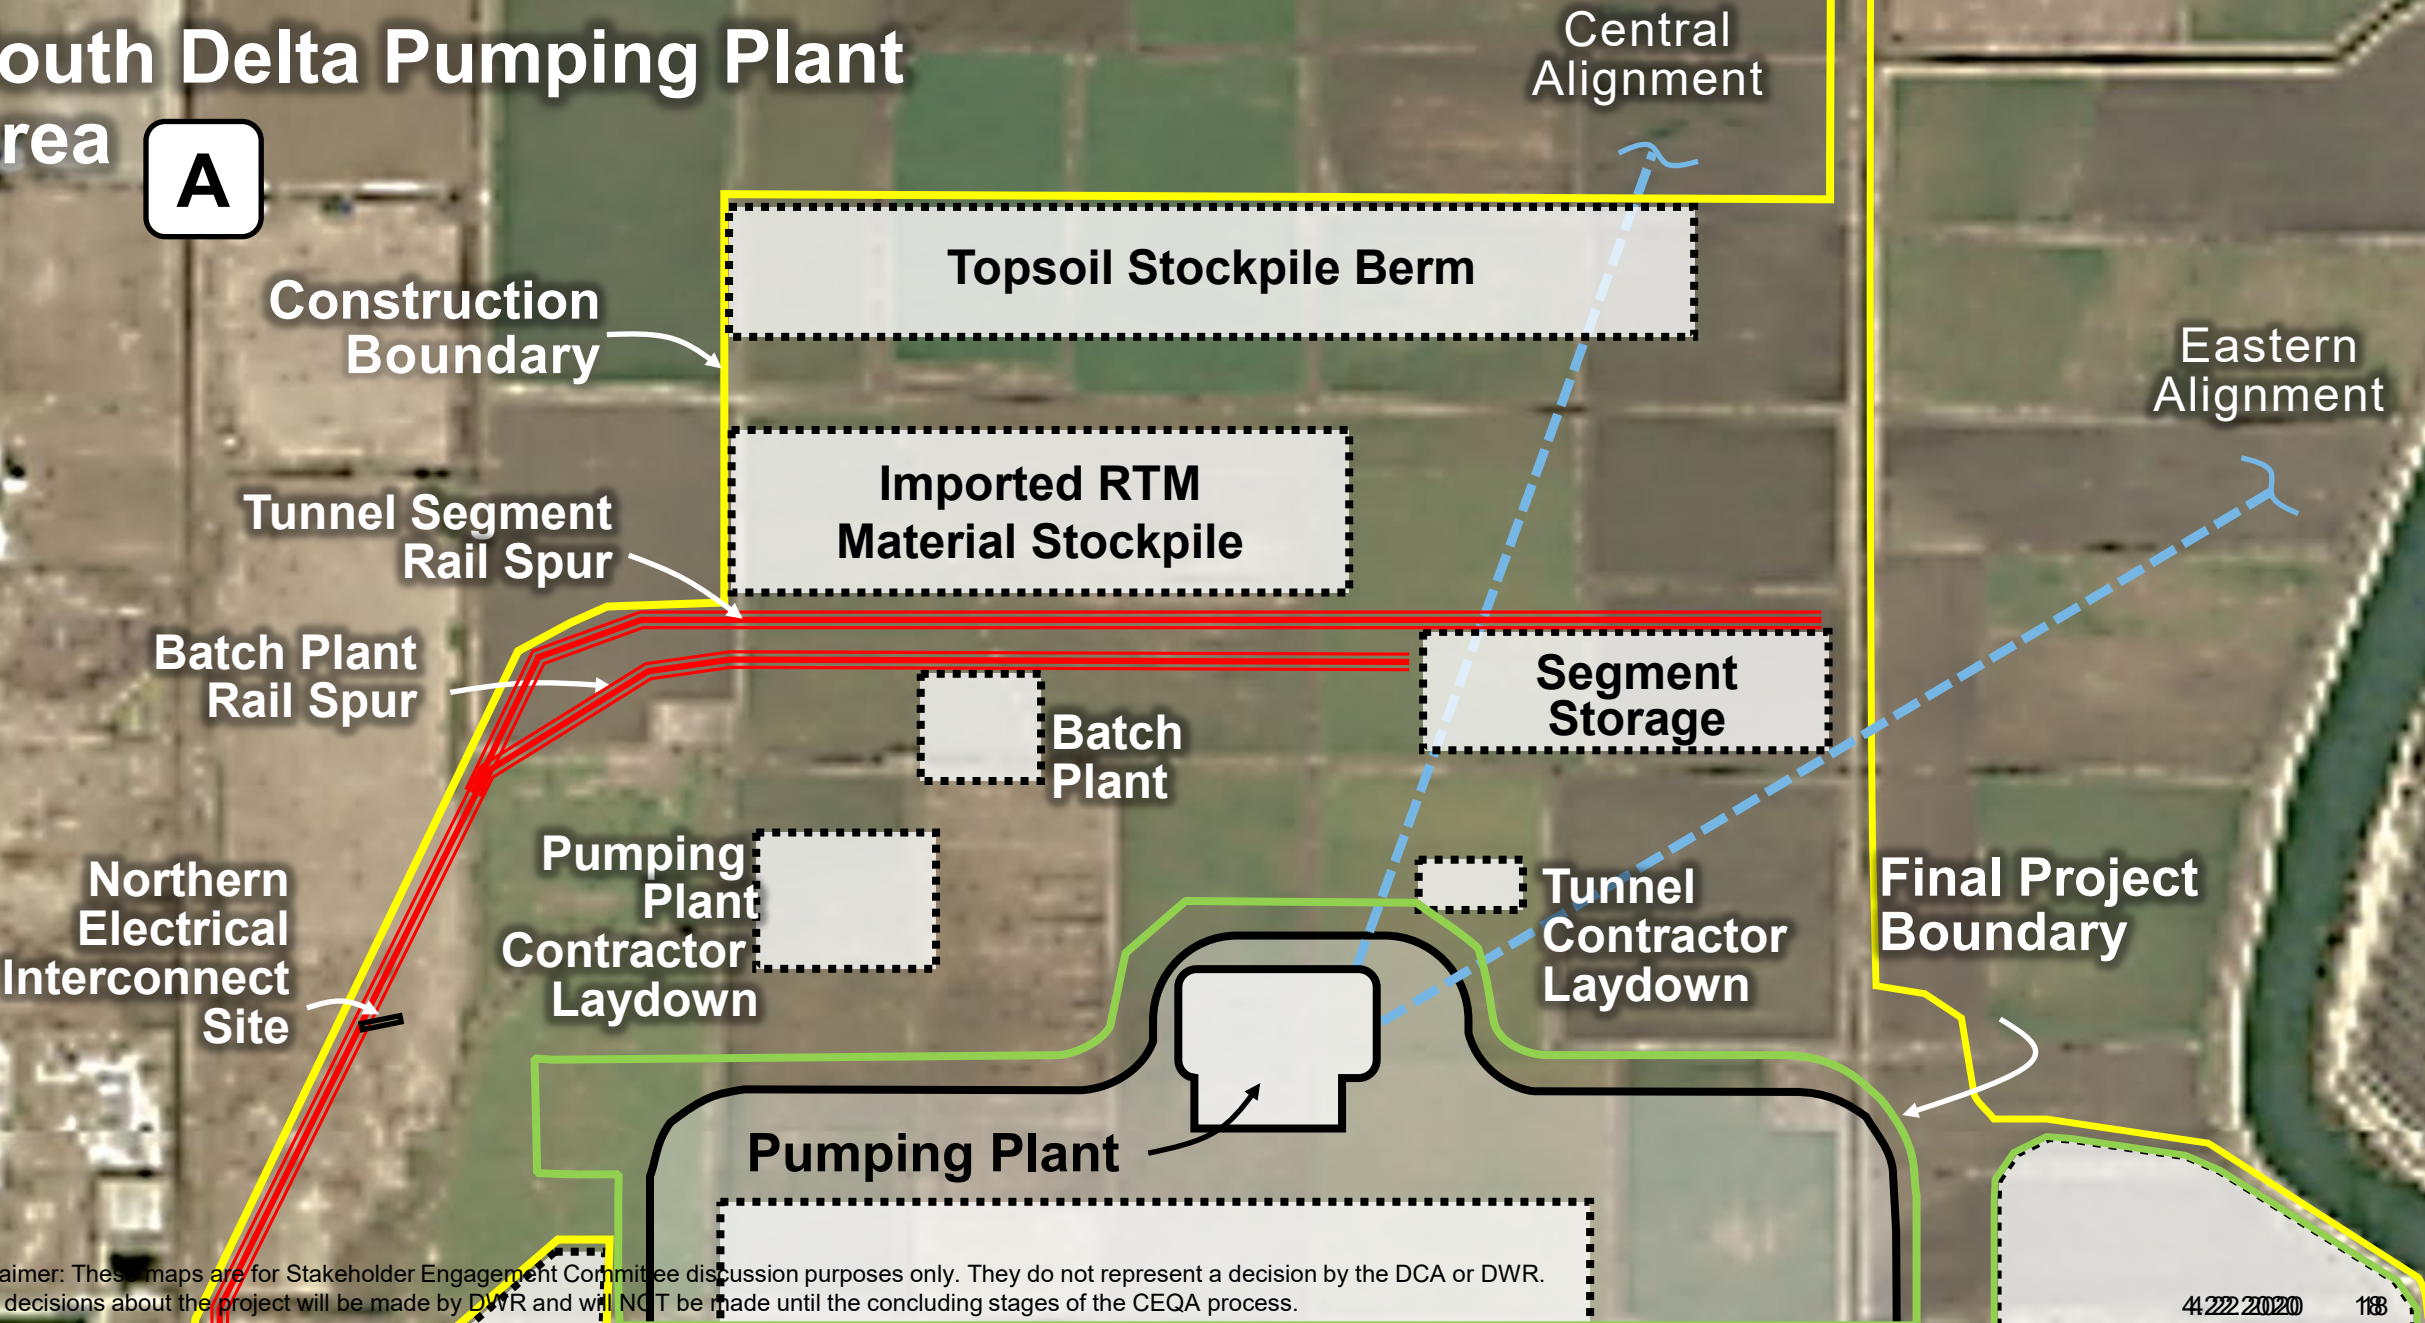 outh Delta Pumping Plant
rea
A
Central
Alignment
Topsoil Stockpile Berm
Construction
Boundary
Eastern
Alignment
Imported RTM
Material Stockpile
Tunnel Segment
Rail Spur
Batch Plant
Rail Spur
Segment
Storage
Batch
Plant
Pumping
Plant
Contractor
Laydown
Northern
Electrical
Interconnect
Site
Tunnel
Contractor
Laydown
Final Project
Boundary
Pumping Plant
aimer: These maps are for Stakeholder Engagement Committee discussion purposes only. They do not represent a decision by the DCA or DWR.
decisions about the project will be made by DWR and will NOT be made until the concluding stages of the CEQA process.
4.22.2020 18